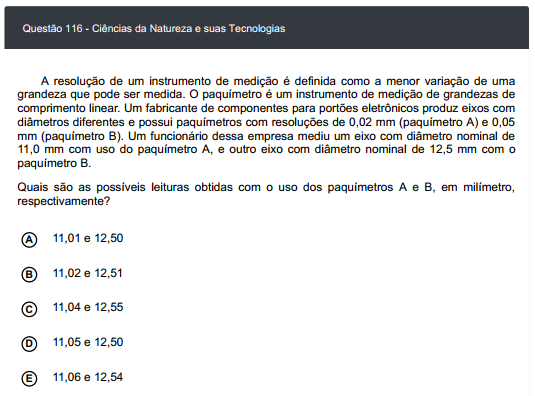 Questão 116 - Ciências da Natureza e suas Tecnologias
A resolução de um instrumento de medição é definida como a menor variação de uma
grandeza que pode ser medida. O paquímetro é um instrumento de medição de grandezas de
comprimento linear. Um fabricante de componentes para portões eletrônicos produz eixos com
diâmetros diferentes e possui paquímetros com resoluções de 0,02 mm (paquímetro A) e 0,05
mm (paquímetro B). Um funcionário dessa empresa mediu um eixo com diâmetro nominal de
11,0 mm com uso do paquímetro A, e outro eixo com diâmetro nominal de 12,5 mm com o
paquímetro B.
Quais são as possíveis leituras obtidas com o uso dos paquímetros A e B, em milímetro,
respectivamente?
A 11,01 e 12,50
B 11,02 e 12,51
C 11,04 e 12,55
D 11,05 e 12,50
E 11,06 e 12,54